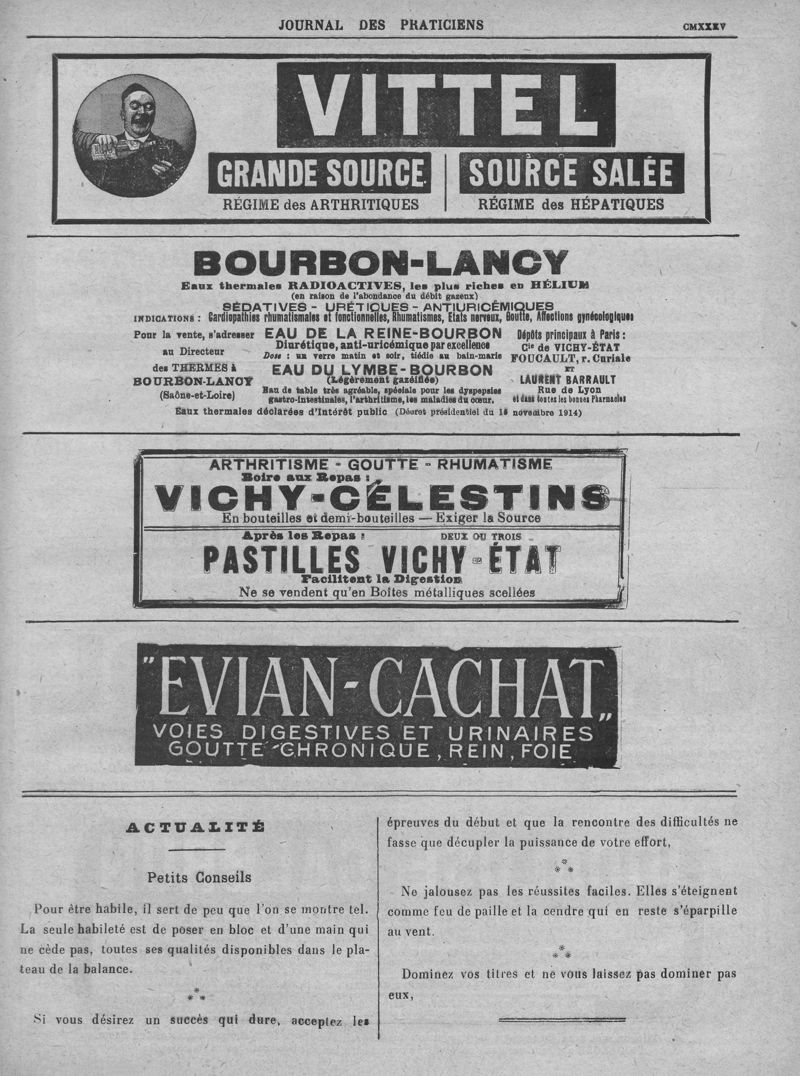 JOURNAL DES PRATICIENS
CMXXXV
VITTEL
GRANDE SOURCE
RÉGIME des ARTHRITIQUES
SOURCE SALÉE
RÉGIME des HÉPATIQUES
BOURBON-LANCY
Eaux thermales RADIOACTIVES, les plus riches en HÉLIUM
(en raison de l'abondance du débit gazeux)
SÉDATIVES - URÉTIQUES - ANTIURICÉMIQUES
INDICATIONS : Cardiopathies rhumatismales et fonctionnelles, Rhumatismes, États nerveux, Goutte, Affections gynécologiques
Pour la vente, s'adresser
au Directeur
des THERMES à
BOURBON-LANCY
(Saône-et-Loire)
EAU DE LA REINE-BOURBON
Diurétique, anti-uricémique par excellence
Dose : un verre matin et soir, tiédie au bain-marie
EAU DU LYMBE-BOURBON
(Légèrement gazéifiée)
Eau de table très agréable, spéciale pour les dyspepsies
gastro-intestinales, l'arthritisme, les maladies du cœur.
Dépôts principaux à Paris :
Cie de VICHY-ÉTAT
FOUCAULT, r. Curiale
ET
LAURENT BARRAULT
Rue de Lyon
et dans toutes les bonnes Pharmacies
Eaux thermales déclarées d'Intérêt public (Décret présidentiel du novembre 1914)
ARTHRITISME - GOUTTE - RHUMATISME
Boire aux Repas :
VICHY-CÉLESTINS
En bouteilles et demi-bouteilles — Exiger la Source
Après les Repas : DEUX OU TROIS
PASTILLES VICHY-ÉTAT
Facilitent la Digestion
Ne se vendent qu'en Boîtes métalliques scellées
"EVIAN-CACHAT„
VOIES DIGESTIVES ET URINAIRES
GOUTTE CHRONIQUE, REIN, FOIE
ACTUALITÉ
Petits Conseils
Pour être habile, il sert de peu que l'on se montre tel.
La seule habileté est de poser en bloc et d'une main qui
ne cède pas, toutes ses qualités disponibles dans le pla-
teau de la balance.
* * *
Si vous désirez un succès qui dure, acceptez les
épreuves du début et que la rencontre des difficultés ne
fasse que décupler la puissance de votre effort,
* * *
Ne jalousez pas les réussites faciles. Elles s'éteignent
comme feu de paille et la cendre qui en reste s'éparpille
au vent.
* * *
Dominez vos titres et ne vous laissez pas dominer pas
eux,